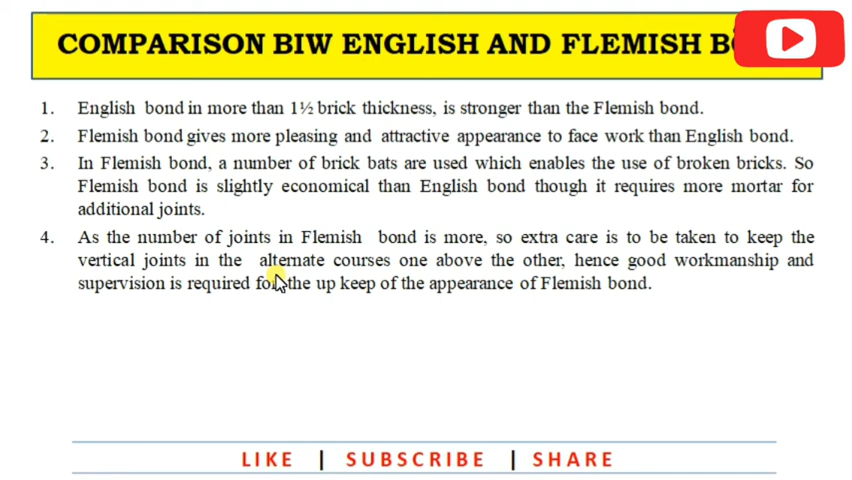 COMPARISON BIW ENGLISH AND FLEMISH
1. English bond in more than 1½ brick thickness, is stronger than the Flemish bond.
2. Flemish bond gives more pleasing and attractive appearance to face work than English bond.
3. In Flemish bond, a number of brick bats are used which enables the use of broken bricks. So
Flemish bond is slightly economical than English bond though it requires more mortar for
additional joints.
4. As the number of joints in Flemish bond is more, so extra care is to be taken to keep the
vertical joints in the alternate courses one above the other, hence good workmanship and
supervision is required for the up keep of the appearance of Flemish bond.
LIKE | SUBSCRIBE | SHARE